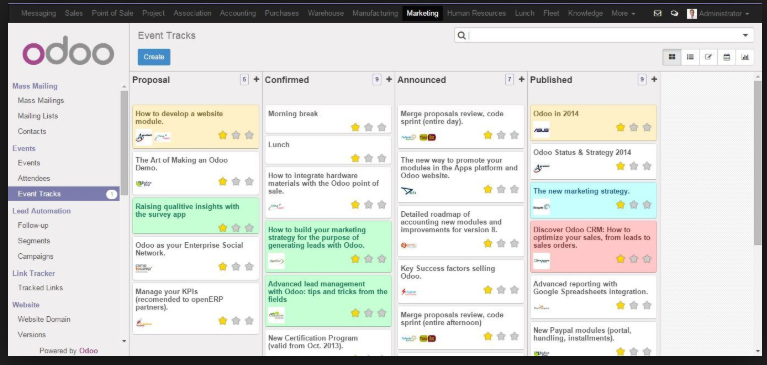 Messaging Sales Point of Sale Project Association Accounting Purchases Warehouse Manufacturing Marketing Human Resources Lunch Fleet Knowledge More Administrator
odoo
Event Tracks
Create
Mass Mailing
Mass Mailings
Mailing Lists
Contacts
Events
Events
Attendees
Event Tracks
Lead Automation
Follow-up
Segments
Campaigns
Link Tracker
Tracked Links
Website
Website Domain
Versions
Powered by Odoo
Proposal 6 +
How to develop a website
module.
The Art of Making an Odoo
Demo.
Raising qualitive insights with
the survey app
Odoo as your Enterprise Social
Network.
Manage your KPIs
(recomended to openERP
partners).
Confirmed 9 +
Morning break
Lunch
How to integrate hardware
materials with the Odoo point of
sale.
How to build your marketing
strategy for the purpose of
generating leads with Odoo.
Advanced lead management
with Odoo: tips and tricks from the
fields
New Certification Program
(valid from Oct. 2013).
Announced 7 +
Merge proposals review, code
sprint (entire day).
The new way to promote your
modules in the Apps platform and
Odoo website.
Detailed roadmap of
accounting new modules and
improvements for version 8.
Key Success factors selling
Odoo.
Merge proposals review, code
sprint (entire afternoon)
Published 9 +
Odoo in 2014
ASUS
Odoo Status & Strategy 2014
The new marketing strategy.
Discover Odoo CRM: How to
optimize your sales, from leads to
sales orders.
Advanced reporting with
Google Spreadsheets integration.
New Paypal modules (portal,
handling, installments).